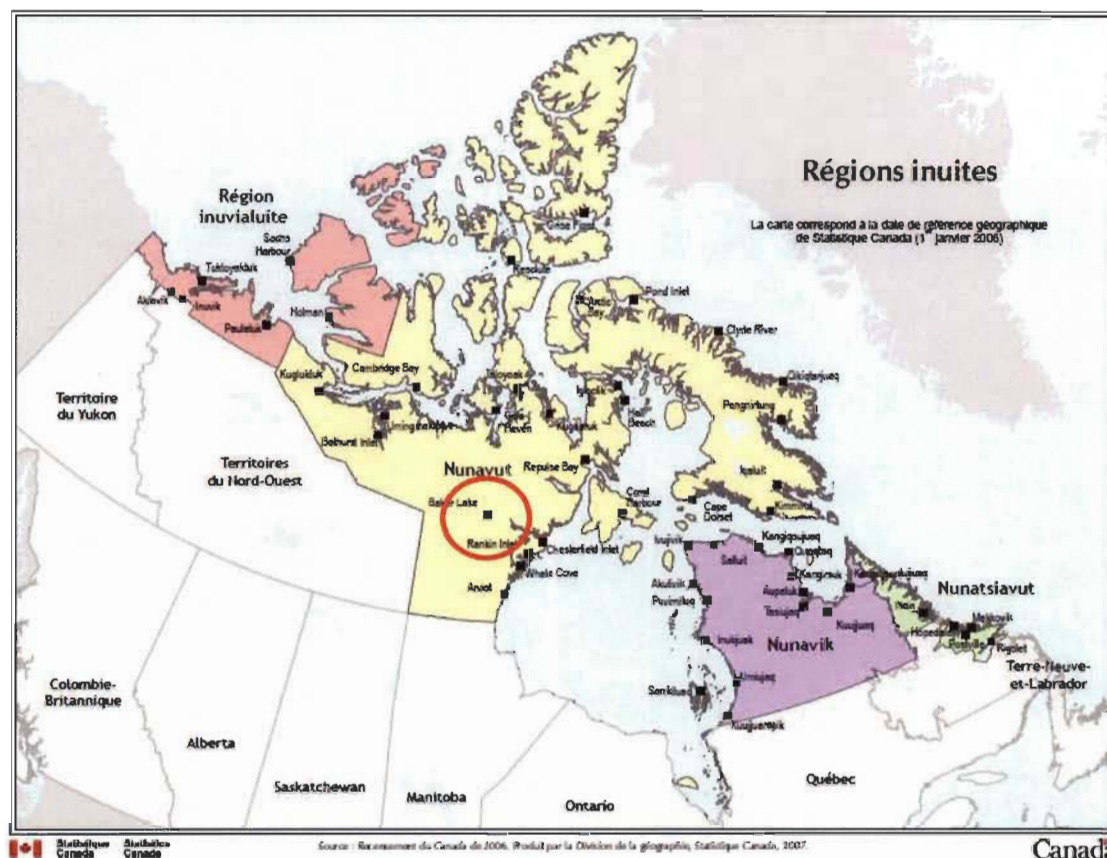 Régions inuites
La carte correspond à la date de référence géographique
de Statistique Canada (1 janvier 2006)
Région
inuvialuite
Sachs
Harbour
Tuktoyaktuk
Aklavik
Inuvik
Paulatuk
Holman
Grise Fiord
Resolute
Arctic
Bay
Pond Inlet
Clyde River
Qikiqtarjuaq
Pangnirtung
Kugluktuk
Cambridge Bay
Taloyoak
Igloolik
Hall
Beach
Gjoa
Haven
Kugaaruk
Umingmaktok
Bathurst Inlet
Territoire
du Yukon
Territoires
du Nord-Ouest
Nunavut
Repulse Bay
Iqaluit
Kimmirut
Baker Lake
Coral
Harbour
Cape
Dorset
Rankin Inlet
Chesterfield Inlet
Whale Cove
Arviat
Ivujivik
Salluit
Kangiqsujuaq
Quaqtaq
Kangirsuk
Kangiqsualujjuaq
Akulivik
Puvirnituq
Aupaluk
Tasiujaq
Kuujjuaq
Nunavik
Inukjuak
Umiujaq
Sanikiluaq
Kuujjuarapik
Nunatsiavut
Nain
Hopedale
Makkovik
Postville
Rigolet
Terre-Neuve-
et-Labrador
Colombie-
Britannique
Alberta
Saskatchewan
Manitoba
Ontario
Québec
Statistique
Canada
Statistics
Canada
Source : Recensement du Canada de 2006. Produit par la Division de la géographie, Statistique Canada, 2007.
Canada